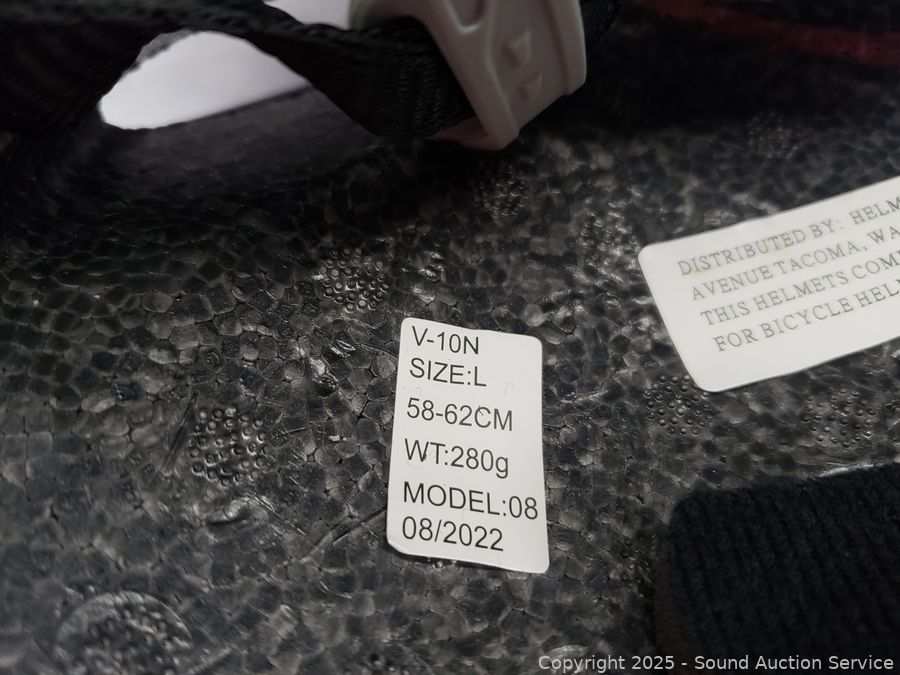 V-10N
SIZE:L
58-62CM
WT:280g
MODEL:08
08/2022
DISTRIBUTED BY: HELM
AVENUE TACOMA, WA
THIS HELMETS COM
FOR BICYCLE HEL
Copyright © 2025 - Sound Auction Service